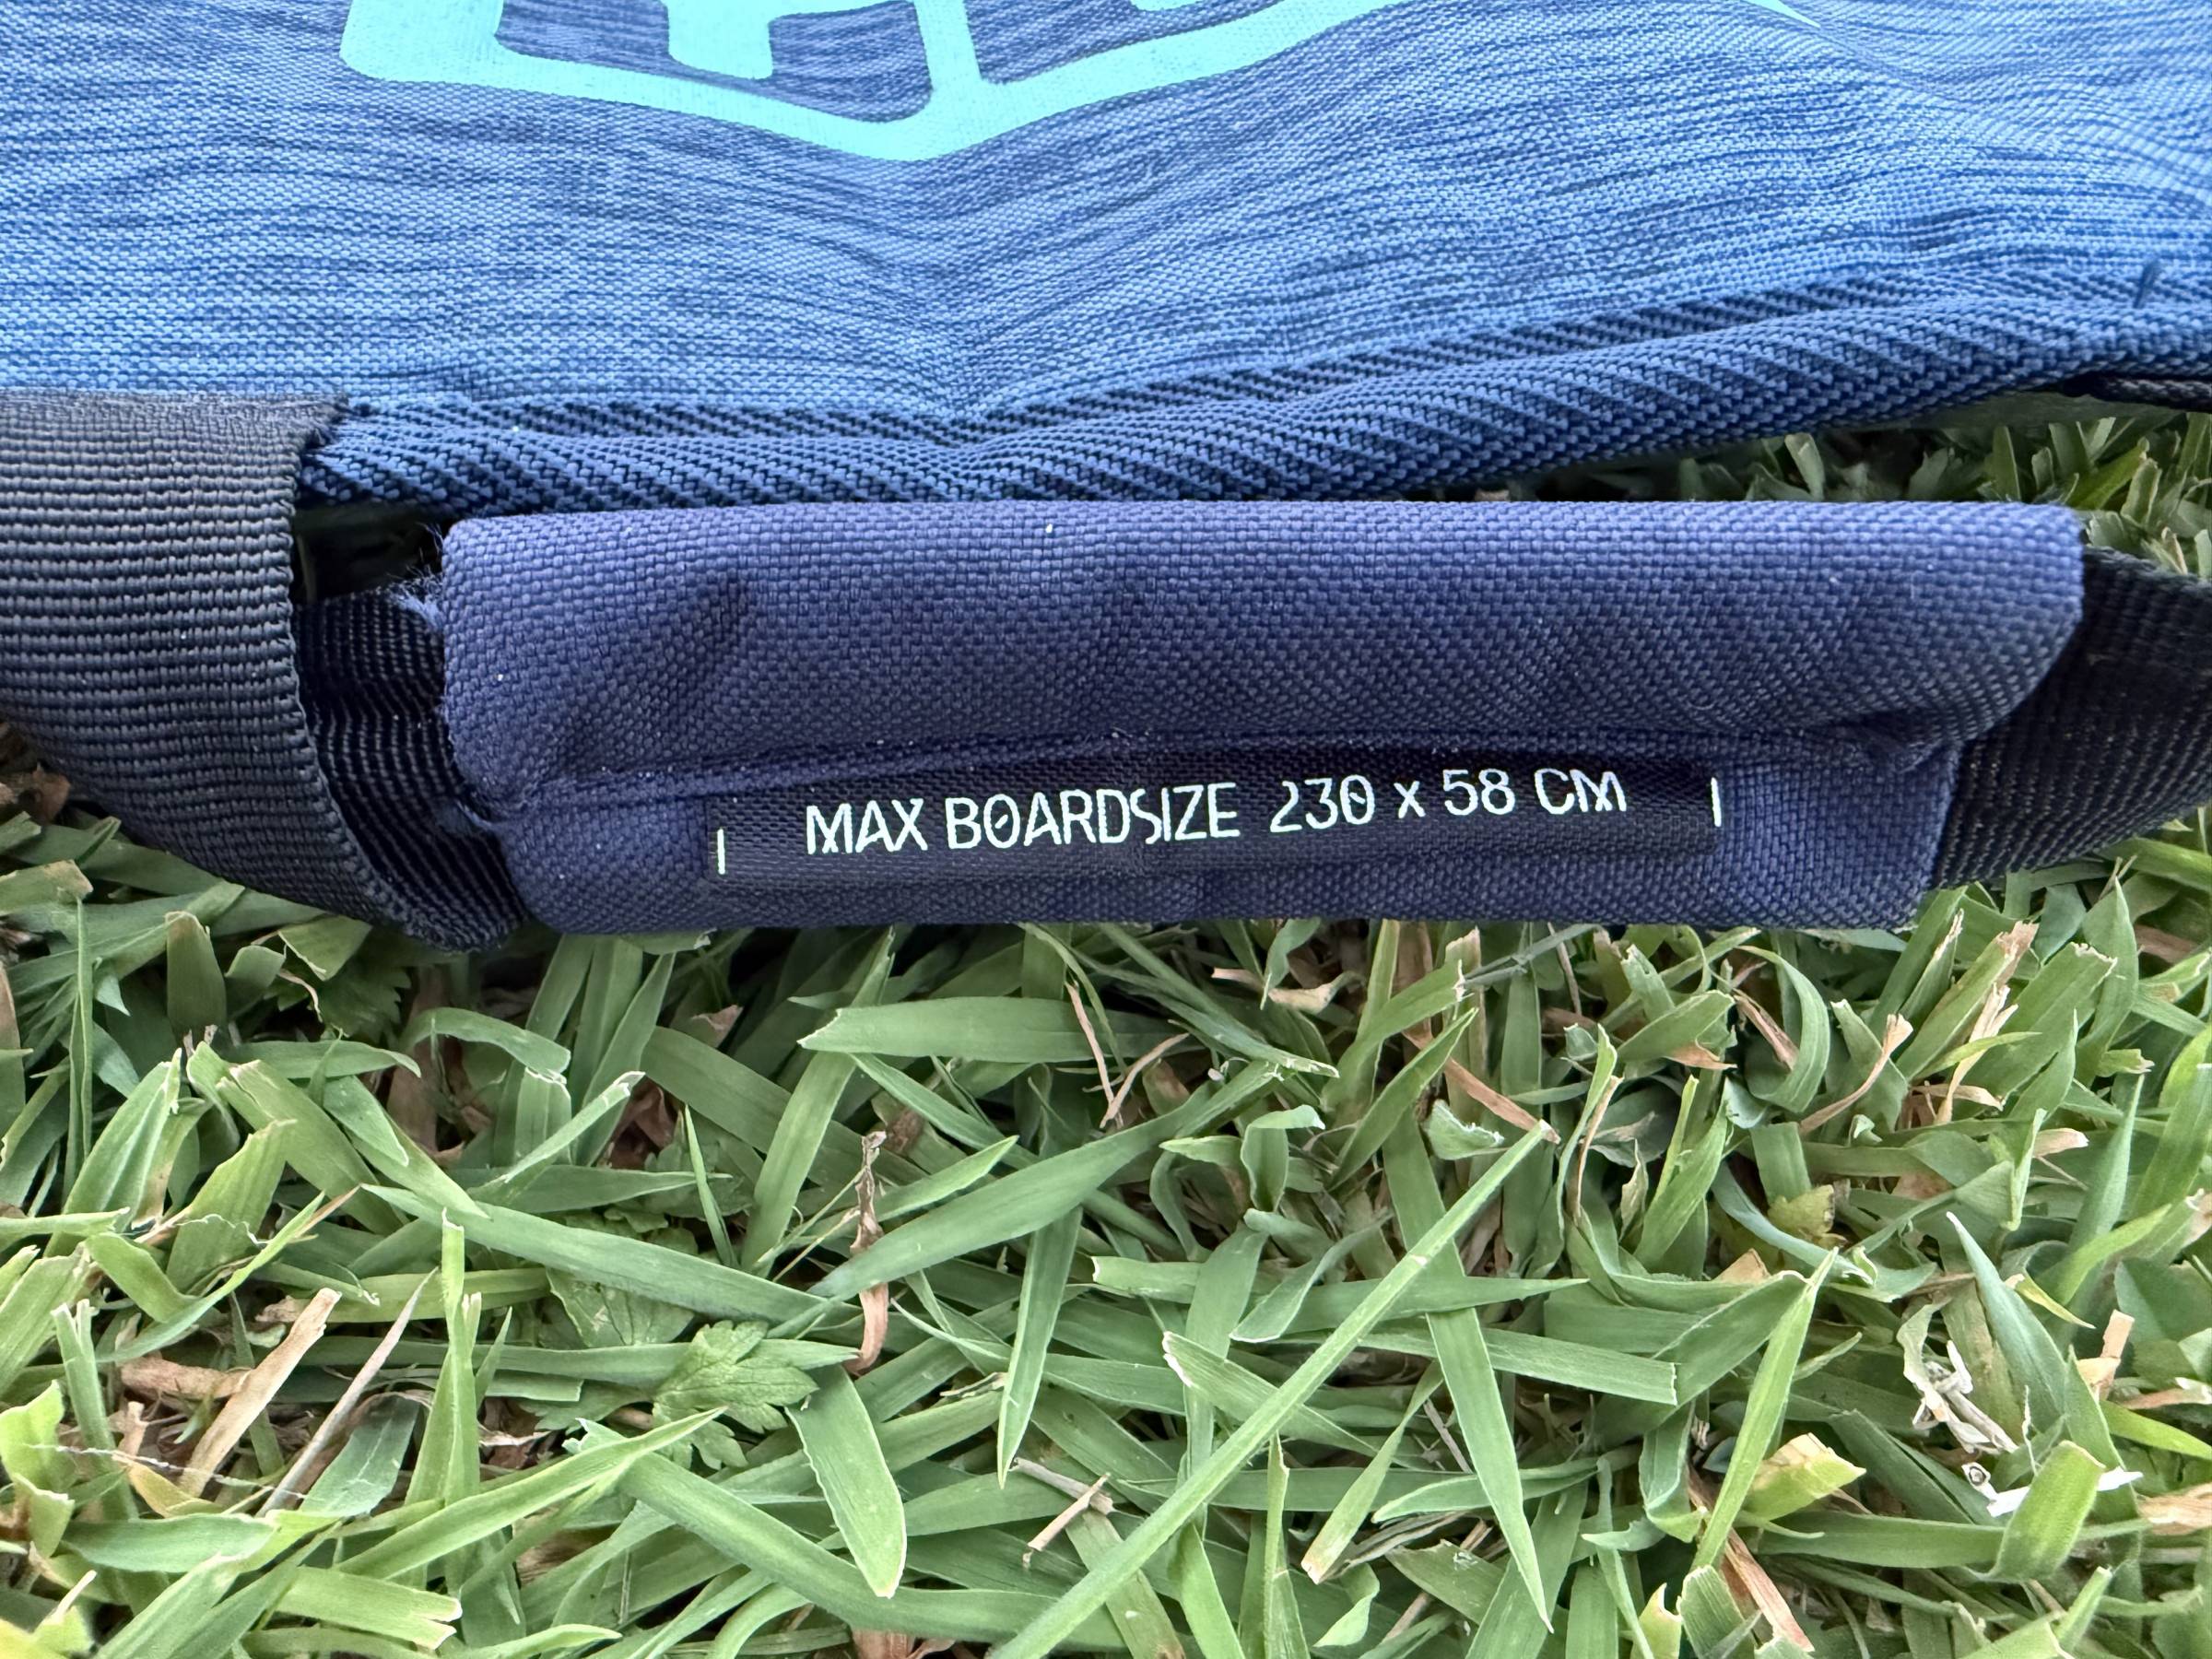 MAX BOARDSIZE 230 x 58 CM